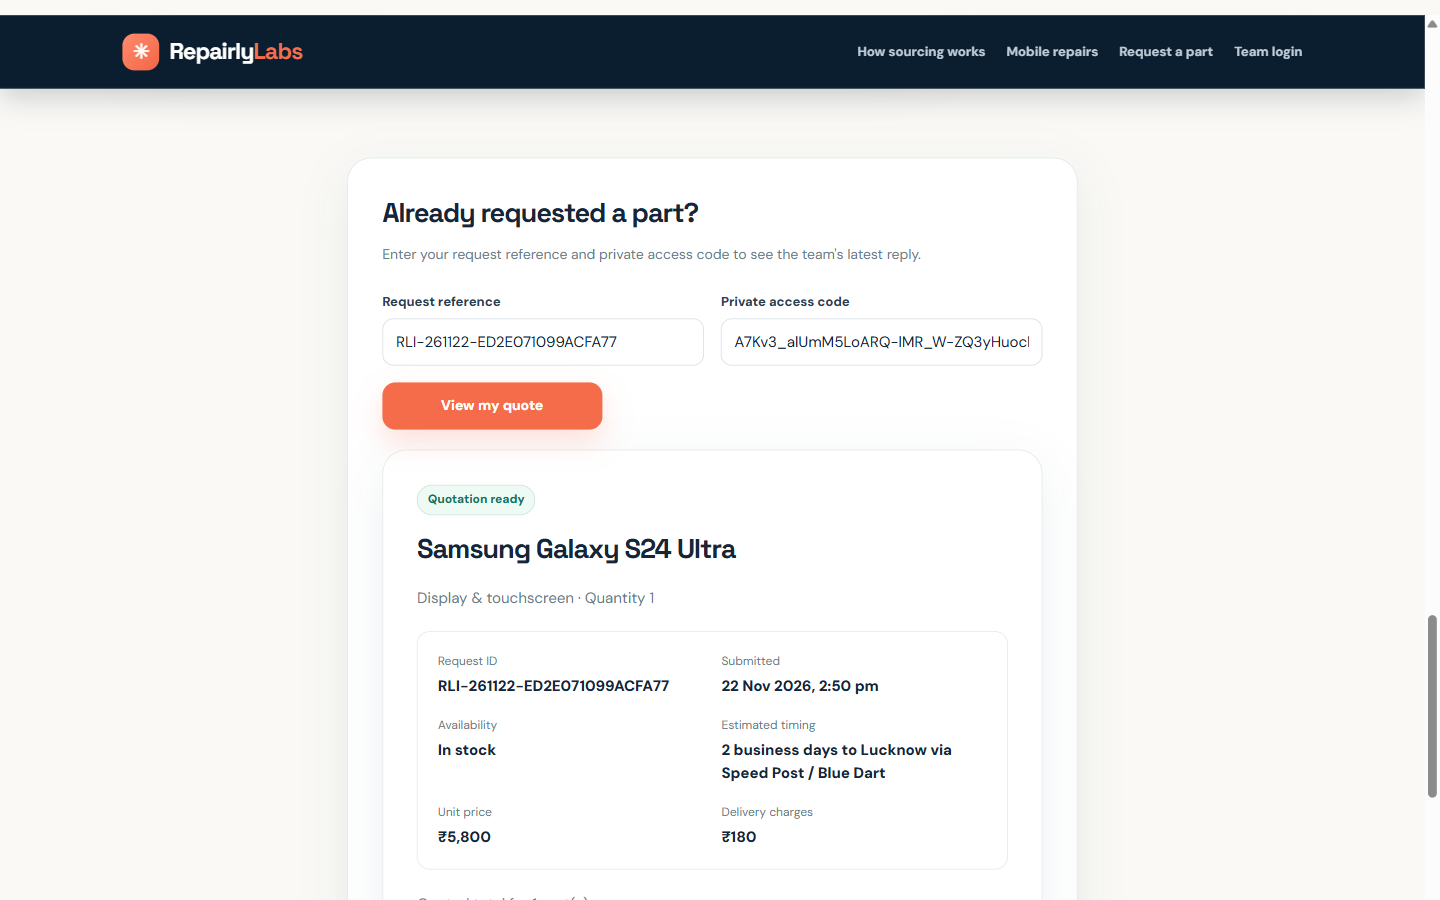 RepairlyLabs
How sourcing works
Mobile repairs
Request a part
Team login
Already requested a part?
Enter your request reference and private access code to see the team's latest reply.
Request reference
Private access code
RLI-261122-ED2E071099ACFA77
View my quote
Quotation ready
Samsung Galaxy S24 Ultra
Display & touchscreen · Quantity 1
Request ID
RLI-261122-ED2E071099ACFA77
Submitted
22 Nov 2026, 2:50 pm
Availability
In stock
Estimated timing
2 business days to Lucknow via
Speed Post / Blue Dart
Unit price
₹5,800
Delivery charges
₹180